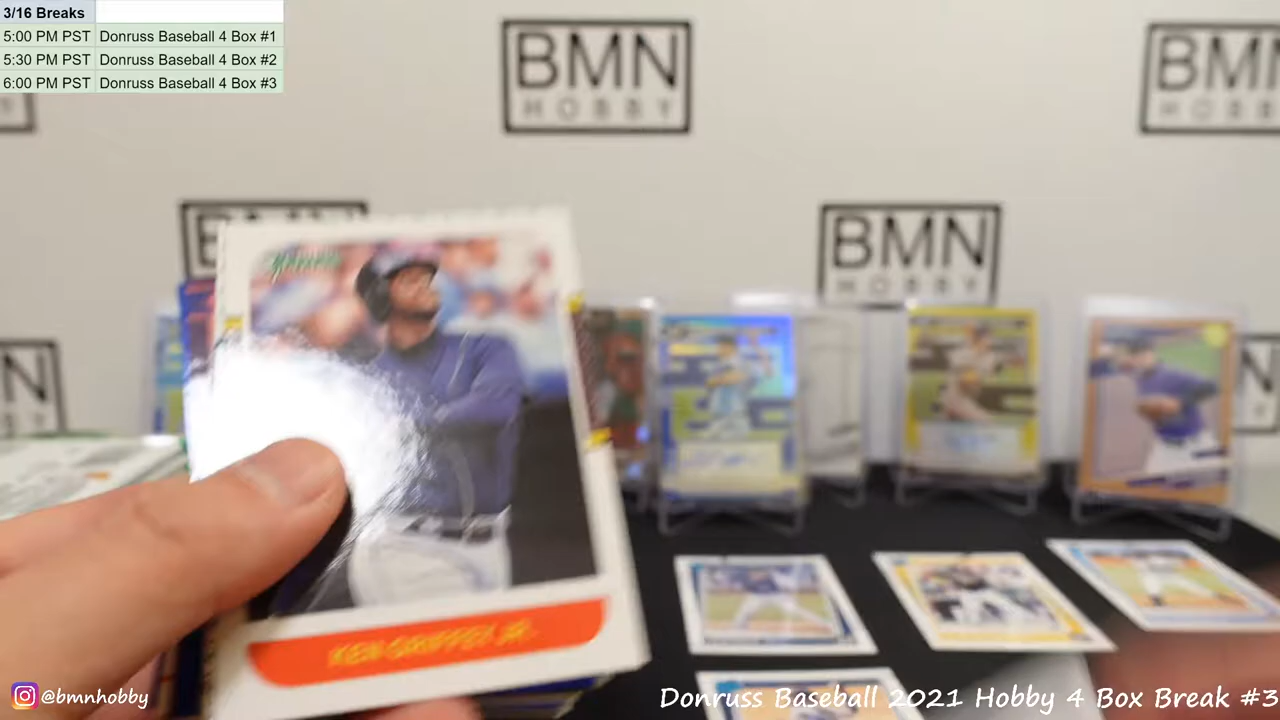 3/16 Breaks
5:00 PM PST Donruss Baseball 4 Box #1
5:30 PM PST Donruss Baseball 4 Box #2
6:00 PM PST Donruss Baseball 4 Box #3
BMN
HOBBY
BMN
HOBBY
BMN
HOBBY
KEN GRIFFEY JR.
@bmnhobby
Donruss Baseball 2021 Hobby 4 Box Break #3